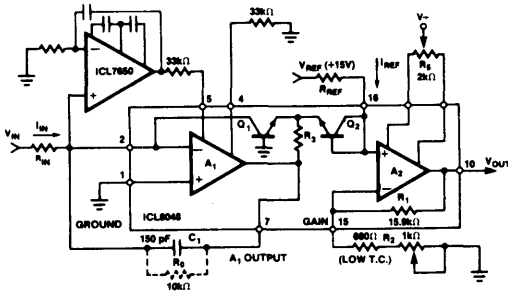 33kΩ
V-
ICL7650
33kΩ
VREF (+15V)
IREF
R5
2kΩ
RREF
5
4
16
VIN
IIN
RIN
2
Q1
Q2
R3
A1
A2
10
VOUT
1
R1
15.8kΩ
GROUND
ICL8048
7
GAIN
15
150 pF
C1
A1 OUTPUT
680Ω
R2
1kΩ
(LOW T.C.)
R0
10kΩ